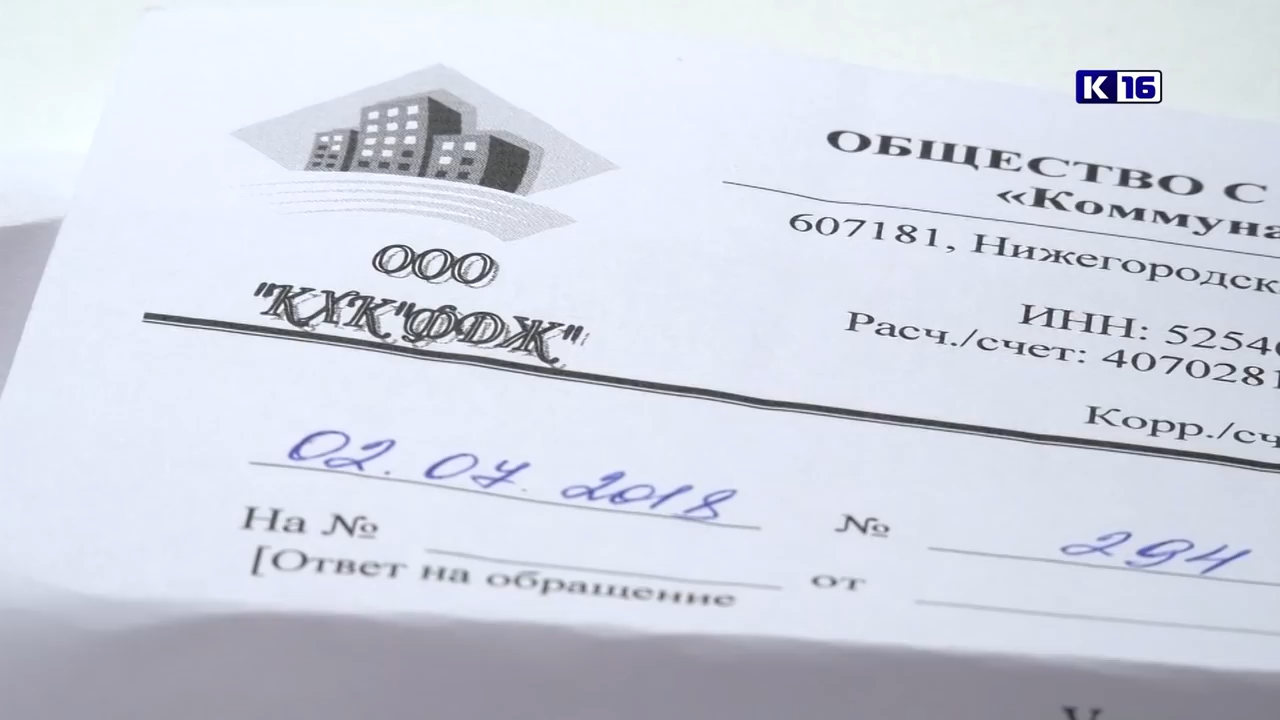 K 16
ООО
"КХК"ФДЖ"
ОБЩЕСТВО С
«Коммуна
607181, Нижегородск
ИНН: 5254
Расч./счет: 4070281
Корр./сч
02.07.2018
№ 294
На № от
[Ответ на обращение